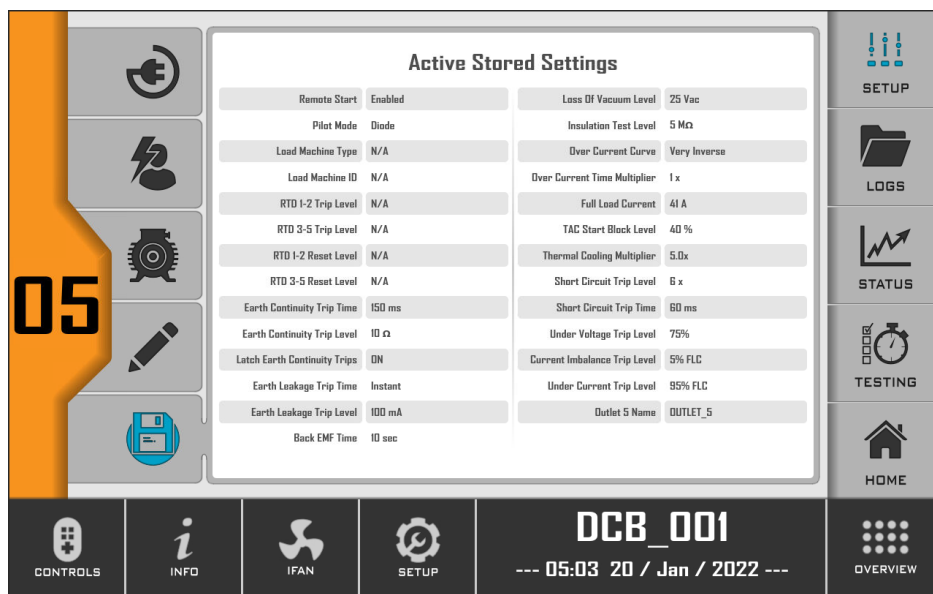 Active Stored Settings
Remote Start Enabled
Pilot Mode Diode
Load Machine Type N/A
Load Machine ID N/A
RTD 1-2 Trip Level N/A
RTD 3-5 Trip Level N/A
RTD 1-2 Reset Level N/A
RTD 3-5 Reset Level N/A
Earth Continuity Trip Time 150 ms
Earth Continuity Trip Level 10 Ω
Latch Earth Continuity Trips ON
Earth Leakage Trip Time Instant
Earth Leakage Trip Level 100 mA
Back EMF Time 10 sec
Loss Of Vacuum Level 25 Vac
Insulation Test Level 5 MΩ
Over Current Curve Very Inverse
Over Current Time Multiplier 1 x
Full Load Current 41 A
TAC Start Block Level 40 %
Thermal Cooling Multiplier 5.0x
Short Circuit Trip Level 6 x
Short Circuit Trip Time 60 ms
Under Voltage Trip Level 75%
Current Imbalance Trip Level 5% FLC
Under Current Trip Level 95% FLC
Outlet 5 Name OUTLET_5
05
SETUP
LOGS
STATUS
TESTING
HOME
CONTROLS
INFO
IFAN
SETUP
DCB_001
--- 05:03 20 / Jan / 2022 ---
OVERVIEW